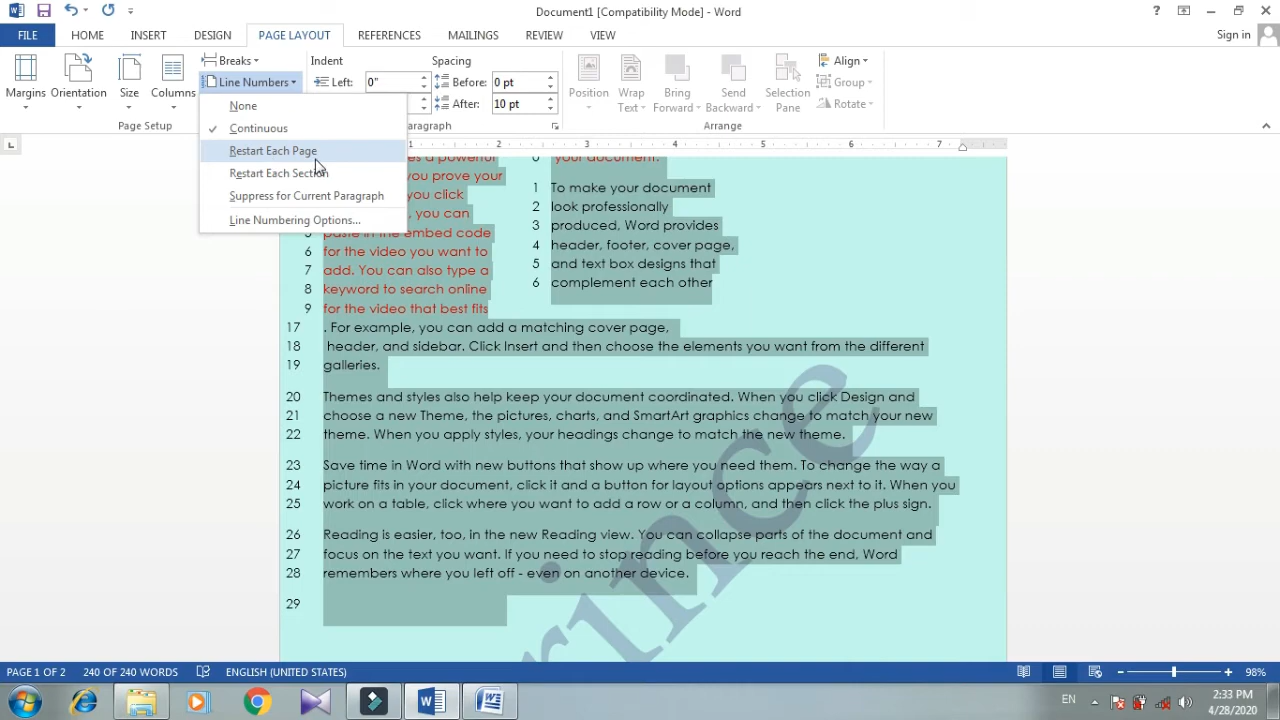 Document1 [Compatibility Mode] - Word
?
FILE HOME INSERT DESIGN PAGE LAYOUT REFERENCES MAILINGS REVIEW VIEW Sign in
Margins Orientation Size Columns
Breaks
Line Numbers
Page Setup
Indent
Left: 0"
Spacing
Before: 0 pt
After: 10 pt
Position
Wrap Text
Bring Forward
Send Backward
Selection Pane
Align
Group
Rotate
Arrange
None
Continuous
Restart Each Page
Restart Each Section
Suppress for Current Paragraph
Line Numbering Options...
1 2 3 4 5 6 7
a powerful
you prove your
you click
, you can
paste in the embed code
6 for the video you want to
7 add. You can also type a
8 keyword to search online
9 for the video that best fits
0 your document.
1 To make your document
2 look professionally
3 produced, Word provides
4 header, footer, cover page,
5 and text box designs that
6 complement each other
17 . For example, you can add a matching cover page,
18 header, and sidebar. Click Insert and then choose the elements you want from the different
19 galleries.
20 Themes and styles also help keep your document coordinated. When you click Design and
21 choose a new Theme, the pictures, charts, and SmartArt graphics change to match your new
22 theme. When you apply styles, your headings change to match the new theme.
23 Save time in Word with new buttons that show up where you need them. To change the way a
24 picture fits in your document, click it and a button for layout options appears next to it. When you
25 work on a table, click where you want to add a row or a column, and then click the plus sign.
26 Reading is easier, too, in the new Reading view. You can collapse parts of the document and
27 focus on the text you want. If you need to stop reading before you reach the end, Word
28 remembers where you left off - even on another device.
29
rince
PAGE 1 OF 2 240 OF 240 WORDS ENGLISH (UNITED STATES) 98%
EN
2:33 PM
4/28/2020